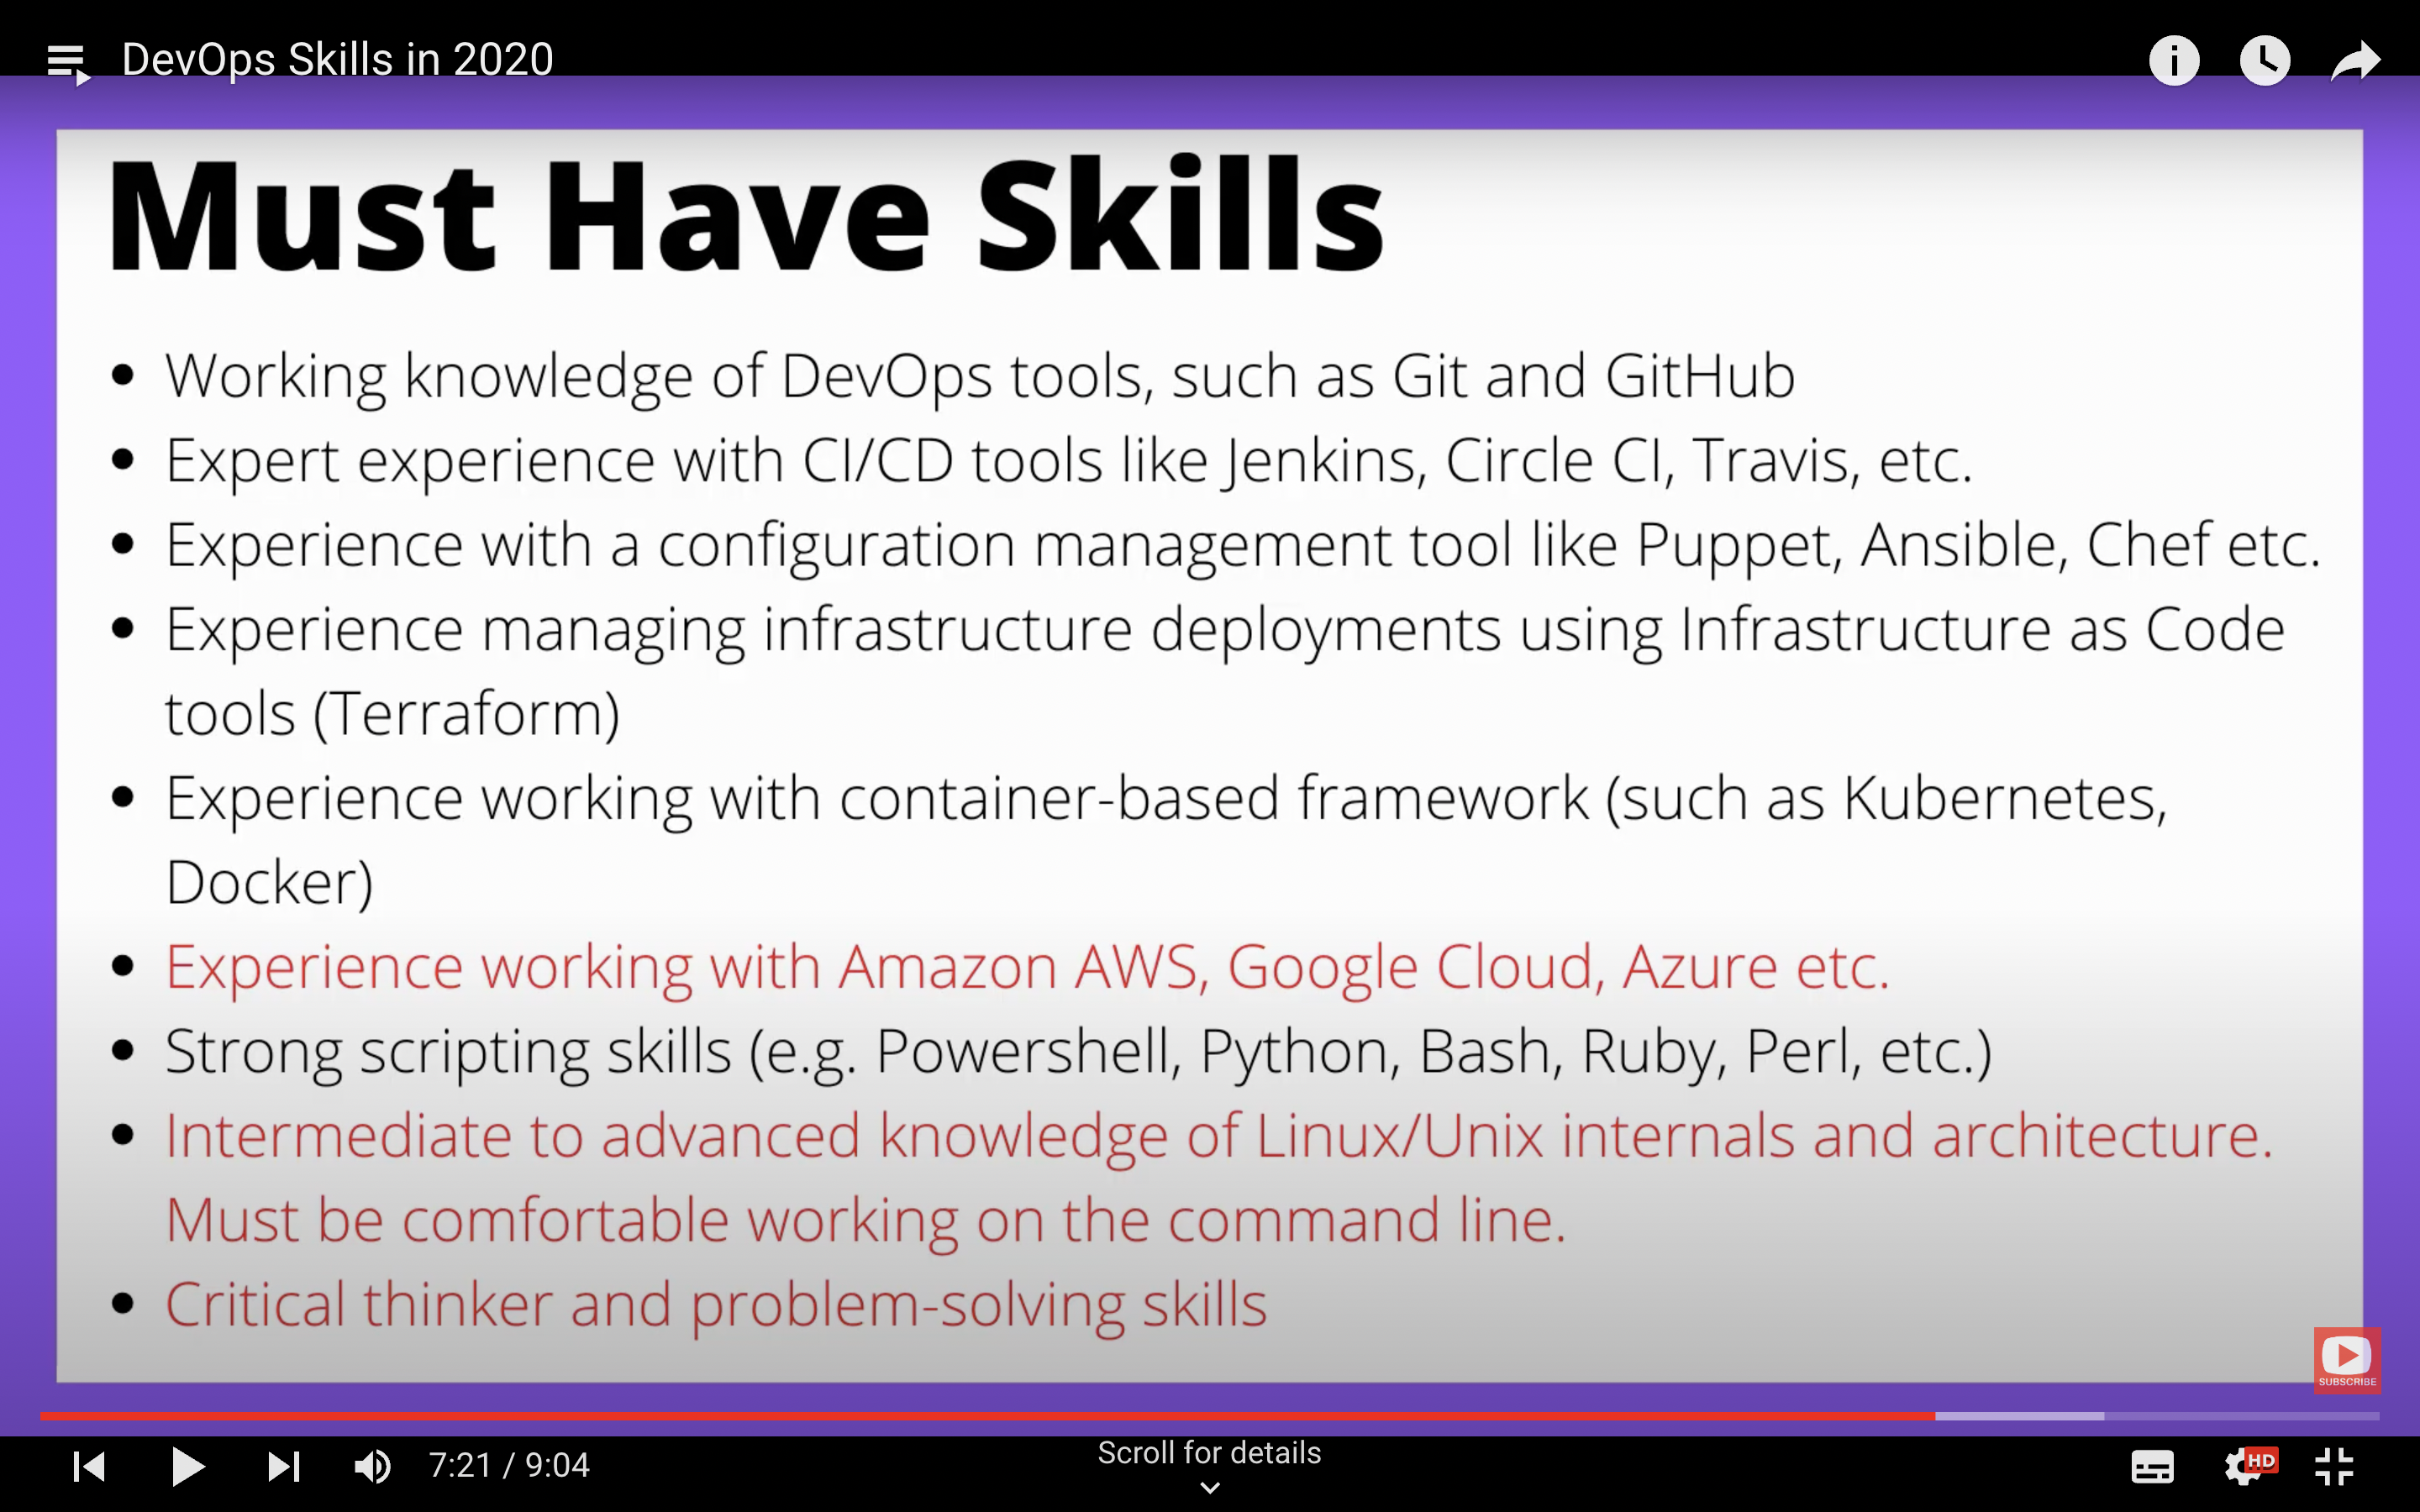 DevOps Skills in 2020
Must Have Skills
• Working knowledge of DevOps tools, such as Git and GitHub
• Expert experience with CI/CD tools like Jenkins, Circle CI, Travis, etc.
• Experience with a configuration management tool like Puppet, Ansible, Chef etc.
• Experience managing infrastructure deployments using Infrastructure as Code
tools (Terraform)
• Experience working with container-based framework (such as Kubernetes,
Docker)
• Experience working with Amazon AWS, Google Cloud, Azure etc.
• Strong scripting skills (e.g. Powershell, Python, Bash, Ruby, Perl, etc.)
• Intermediate to advanced knowledge of Linux/Unix internals and architecture.
Must be comfortable working on the command line.
• Critical thinker and problem-solving skills
SUBSCRIBE
7:21 / 9:04
Scroll for details
HD